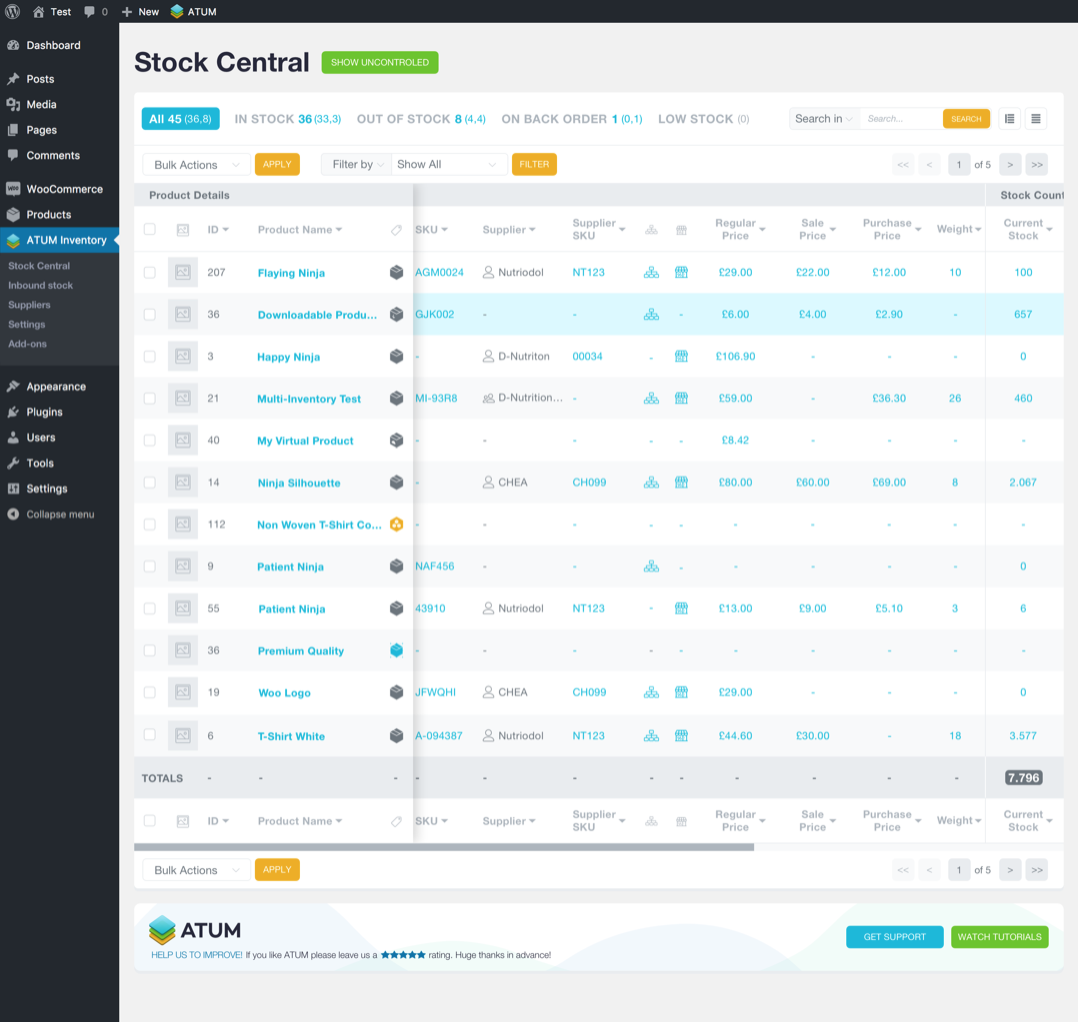 Test 0 New ATUM
Dashboard
Posts
Media
Pages
Comments
WooCommerce
Products
ATUM Inventory
Stock Central
Inbound stock
Suppliers
Settings
Add-ons
Appearance
Plugins
Users
Tools
Settings
Collapse menu
Stock Central SHOW UNCONTROLED
All 45 (36,8) IN STOCK 36 (33,3) OUT OF STOCK 8 (4,4) ON BACK ORDER 1 (0,1) LOW STOCK (0) Search in Search... SEARCH
Bulk Actions APPLY Filter by Show All FILTER << < 1 of 5 > >>
Product Details Stock Count
ID Product Name SKU Supplier Supplier SKU Regular Price Sale Price Purchase Price Weight Current Stock
207 Flaying Ninja AGM0024 Nutriodol NT123 £29.00 £22.00 £12.00 10 100
36 Downloadable Produ... GJK002 - - - £6.00 £4.00 £2.90 - 657
3 Happy Ninja - D-Nutriton 00034 - £106.90 - - - 0
21 Multi-Inventory Test MI-93R8 D-Nutrition... - £59.00 - £36.30 26 460
40 My Virtual Product - - - - - £8.42 - - - -
14 Ninja Silhouette - CHEA CH099 £80.00 £60.00 £69.00 8 2.067
112 Non Woven T-Shirt Co... - - - - - - - - - -
9 Patient Ninja NAF456 - - - - - - - 0
55 Patient Ninja 43910 Nutriodol NT123 - £13.00 £9.00 £5.10 3 6
36 Premium Quality - - - - - - - - - -
19 Woo Logo JFWQHI CHEA CH099 £29.00 - - - 0
6 T-Shirt White A-094387 Nutriodol NT123 £44.60 £30.00 - 18 3.577
TOTALS - - - - - - - - - - - - 7.796
ID Product Name SKU Supplier Supplier SKU Regular Price Sale Price Purchase Price Weight Current Stock
Bulk Actions APPLY << < 1 of 5 > >>
ATUM
HELP US TO IMPROVE! If you like ATUM please leave us a ★★★★★ rating. Huge thanks in advance!
GET SUPPORT WATCH TUTORIALS